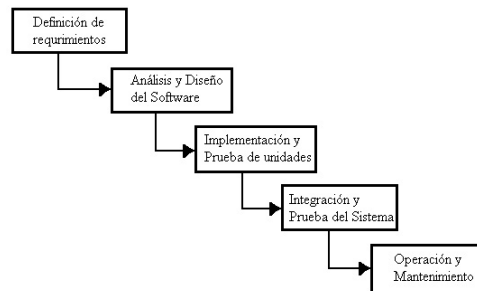 Definición de
requrimientos
Análisis y Diseño
del Software
Implementación y
Prueba de unidades
Integración y
Prueba del Sistema
Operación y
Mantenimiento